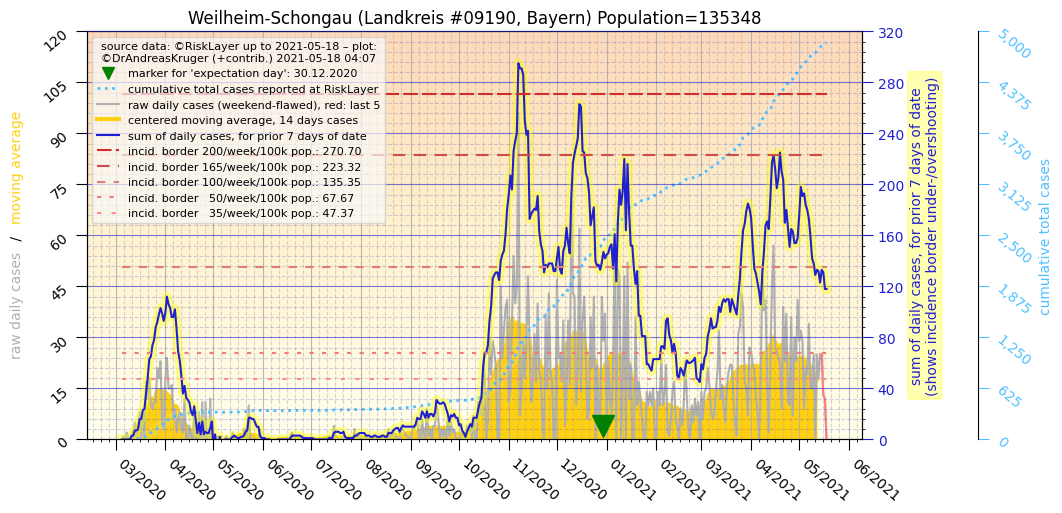 Weilheim-Schongau (Landkreis #09190, Bayern) Population=135348
source data: ©RiskLayer up to 2021-05-18 – plot:
©DrAndreasKruger (+contrib.) 2021-05-18 04:07
marker for 'expectation day': 30.12.2020
cumulative total cases reported at RiskLayer
raw daily cases (weekend-flawed), red: last 5
centered moving average, 14 days cases
sum of daily cases, for prior 7 days of date
incid. border 200/week/100k pop.: 270.70
incid. border 165/week/100k pop.: 223.32
incid. border 100/week/100k pop.: 135.35
incid. border 50/week/100k pop.: 67.67
incid. border 35/week/100k pop.: 47.37
raw daily cases / moving average
120
105
90
75
60
45
30
15
0
03/2020
04/2020
05/2020
06/2020
07/2020
08/2020
09/2020
10/2020
11/2020
12/2020
01/2021
02/2021
03/2021
04/2021
05/2021
06/2021
320
280
240
200
160
120
80
40
0
sum of daily cases, for prior 7 days of date
(shows incidence border under-/overshooting)
5,000
4,375
3,750
3,125
2,500
1,875
1,250
625
0
cumulative total cases